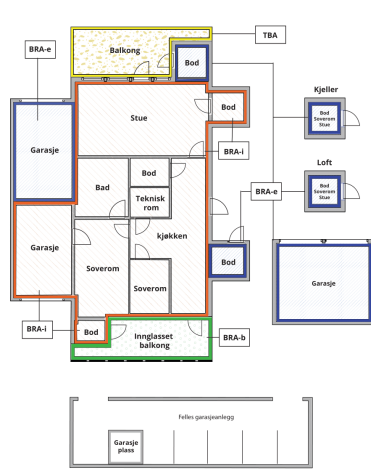 TBA
BRA-e
Balkong
Bod
Kjeller
Stue
Bod
Bod
Soverom
Stue
Garasje
BRA-i
Loft
Bad
Bod
BRA-e
Bod
Soverom
Stue
Teknisk
rom
Garasje
kjøkken
Soverom
Bod
Soverom
Garasje
BRA-i
Bod
Innglasset
balkong
BRA-b
Felles garasjeanlegg
Garasje
plass